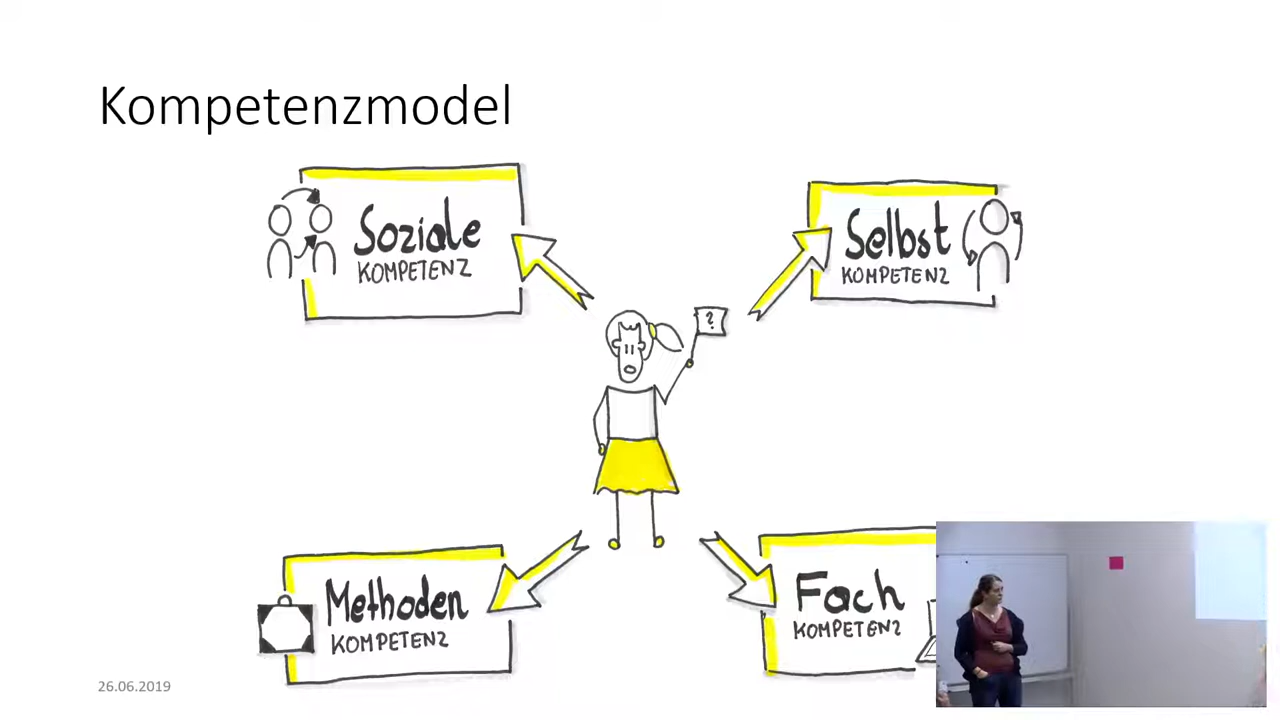 Kompetenzmodel
Soziale
KOMPETENZ
Selbst
KOMPETENZ
?
Methoden
KOMPETENZ
Fach
KOMPETENZ
26.06.2019